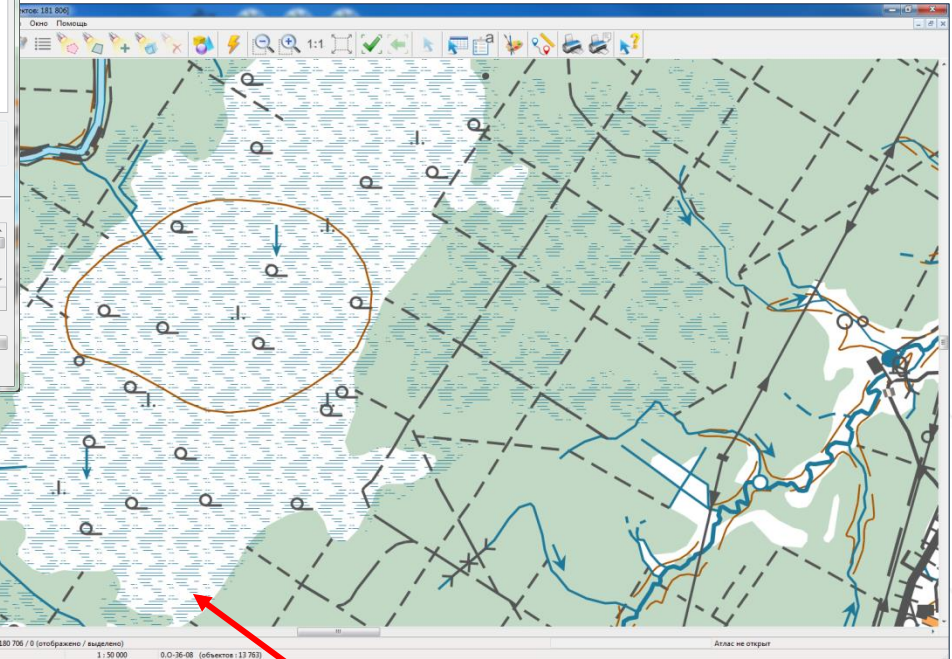 ктов: 181 806]
Окно Помощь
1:1
a
180 706 / 0 (отображено / выделено)
Атлас не открыт
1 : 50 000 0.O-36-08 (объектов : 13 763)